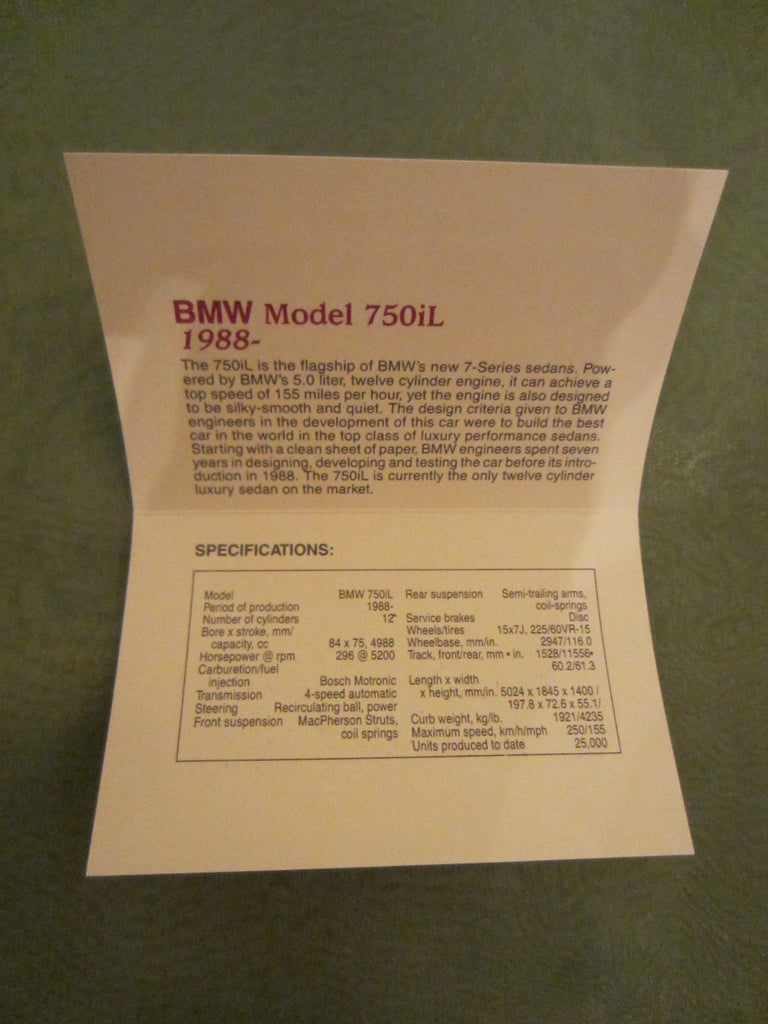 BMW Model 750iL
1988-
The 750iL is the flagship of BMW's new 7-Series sedans. Pow-
ered by BMW's 5.0 liter, twelve cylinder engine, it can achieve a
top speed of 155 miles per hour, yet the engine is also designed
to be silky-smooth and quiet. The design criteria given to BMW
engineers in the development of this car were to build the best
car in the world in the top class of luxury performance sedans.
Starting with a clean sheet of paper, BMW engineers spent seven
years in designing, developing and testing the car before its intro-
duction in 1988. The 750iL is currently the only twelve cylinder
luxury sedan on the market.
SPECIFICATIONS:
Model BMW 750iL
Period of production 1988-
Number of cylinders 12
Bore x stroke, mm/
capacity, cc 84 x 75, 4988
Horsepower @ rpm 296 @ 5200
Carburetion/fuel
injection Bosch Motronic
Transmission 4-speed automatic
Steering Recirculating ball, power
Front suspension MacPherson Struts,
coil springs
Rear suspension Semi-trailing arms,
coil-springs
Service brakes Disc
Wheels/tires 15x7J, 225/60VR-15
Wheelbase, mm/in. 2947/116.0
Track, front/rear, mm • in. 1528/11556•
60.2/61.3
Length x width
x height, mm/in. 5024 x 1845 x 1400 /
197.8 x 72.6 x 55.1/
Curb weight, kg/lb. 1921/4235
Maximum speed, km/h/mph 250/155
Units produced to date 25,000